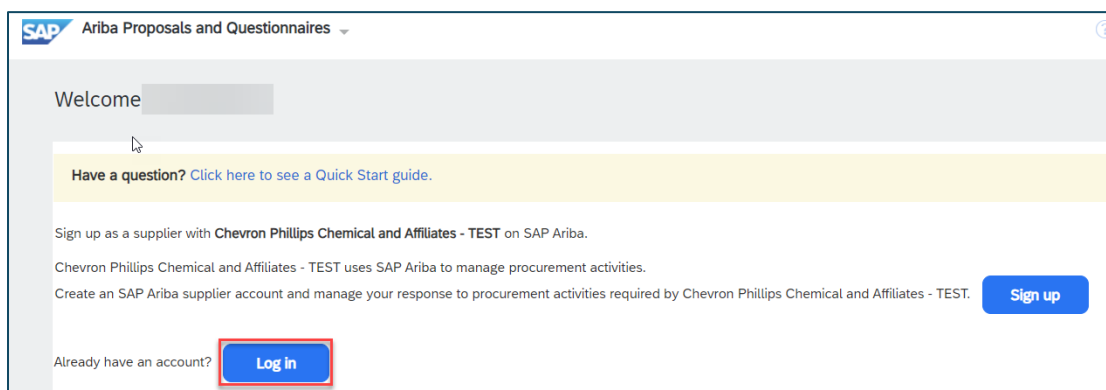 SAP Ariba Proposals and Questionnaires
?
Welcome
Have a question? Click here to see a Quick Start guide.
Sign up as a supplier with Chevron Phillips Chemical and Affiliates - TEST on SAP Ariba.
Chevron Phillips Chemical and Affiliates - TEST uses SAP Ariba to manage procurement activities.
Create an SAP Ariba supplier account and manage your response to procurement activities required by Chevron Phillips Chemical and Affiliates - TEST. Sign up
Already have an account? Log in